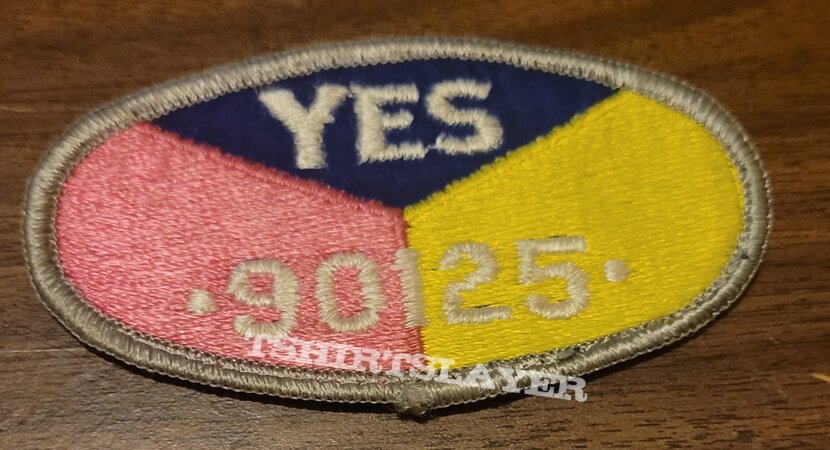 YES
·90125·
TSHIRTSLAYER